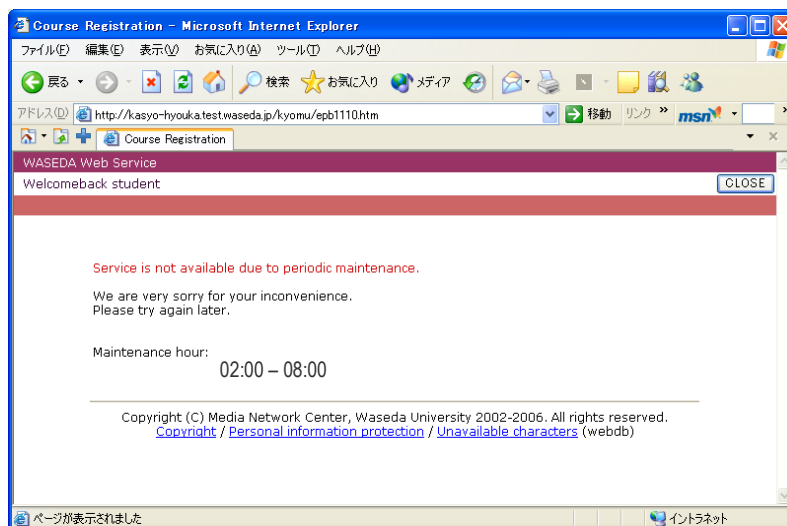 Course Registration - Microsoft Internet Explorer
ファイル(F) 編集(E) 表示(V) お気に入り(A) ツール(T) ヘルプ(H)
戻る 検索 お気に入り メディア
アドレス(D) http://kasyo-hyouka.test.waseda.jp/kyomu/epb1110.htm 移動 リンク » msn »
Course Registration
WASEDA Web Service
Welcomeback student CLOSE
Service is not available due to periodic maintenance.
We are very sorry for your inconvenience.
Please try again later.
Maintenance hour:
02:00 – 08:00
Copyright (C) Media Network Center, Waseda University 2002-2006. All rights reserved.
Copyright / Personal information protection / Unavailable characters (webdb)
ページが表示されました イントラネット